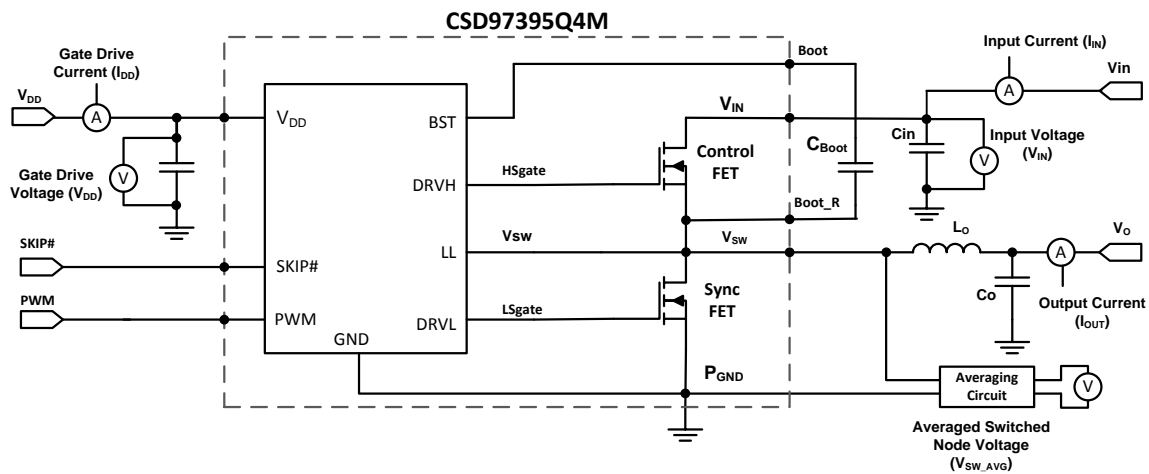 CSD97395Q4M
Gate Drive
Current (IDD)
VDD
A
V
Gate Drive
Voltage (VDD)
SKIP#
PWM
VDD
BST
DRVH
LL
SKIP#
PWM
DRVL
GND
HSgate
Vsw
LSgate
Control
FET
Sync
FET
Boot
VIN
CBoot
Boot_R
VSW
PGND
Input Current (IIN)
Vin
A
Cin
V
Input Voltage
(VIN)
LO
VO
A
Co
Output Current
(IOUT)
Averaging
Circuit
V
Averaged Switched
Node Voltage
(VSW_AVG)